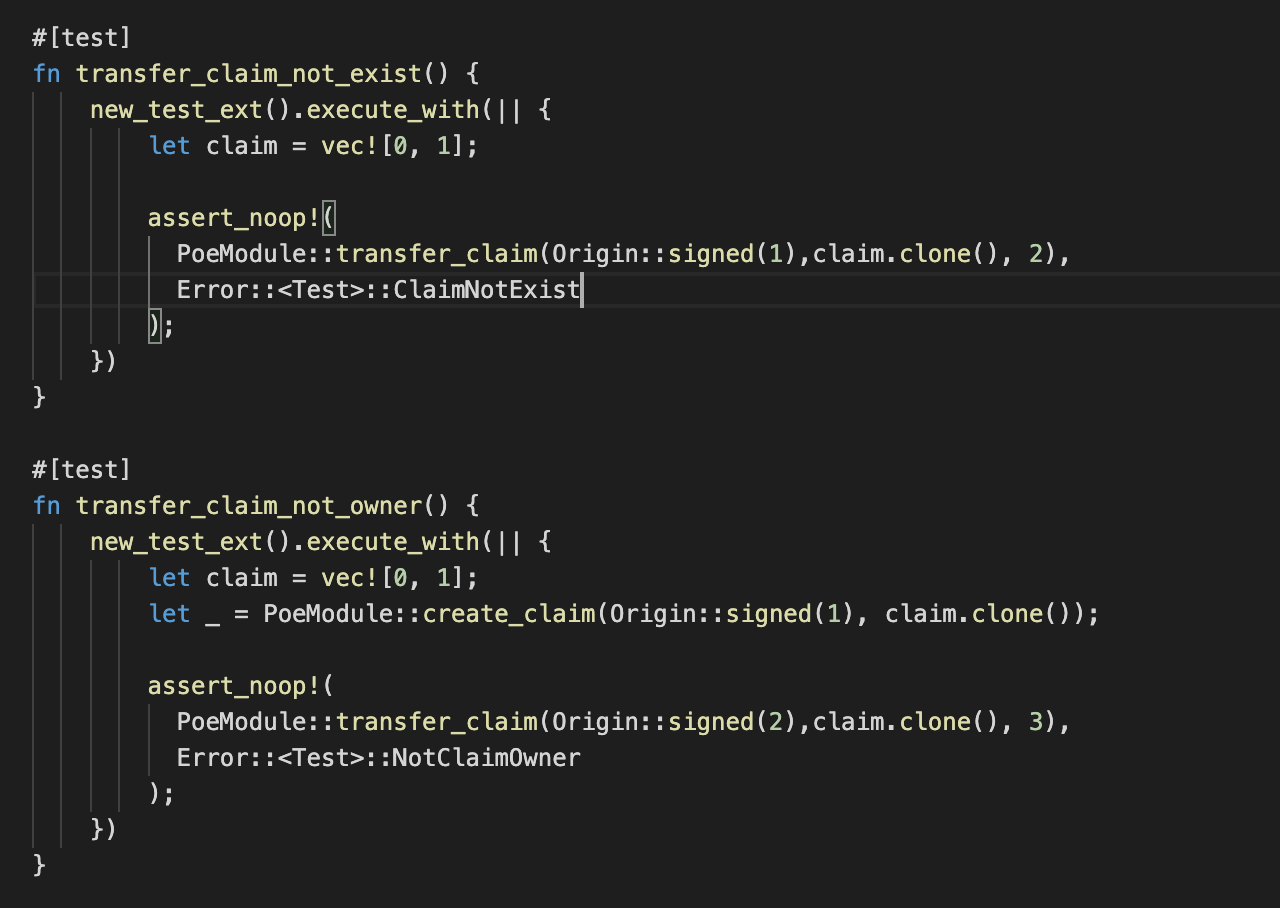 #[test]
fn transfer_claim_not_exist() {
    new_test_ext().execute_with(|| {
        let claim = vec![0, 1];

        assert_noop!(
          PoeModule::transfer_claim(Origin::signed(1),claim.clone(), 2),
          Error::<Test>::ClaimNotExist
        );
    })
}

#[test]
fn transfer_claim_not_owner() {
    new_test_ext().execute_with(|| {
        let claim = vec![0, 1];
        let _ = PoeModule::create_claim(Origin::signed(1), claim.clone());

        assert_noop!(
          PoeModule::transfer_claim(Origin::signed(2),claim.clone(), 3),
          Error::<Test>::NotClaimOwner
        );
    })
}